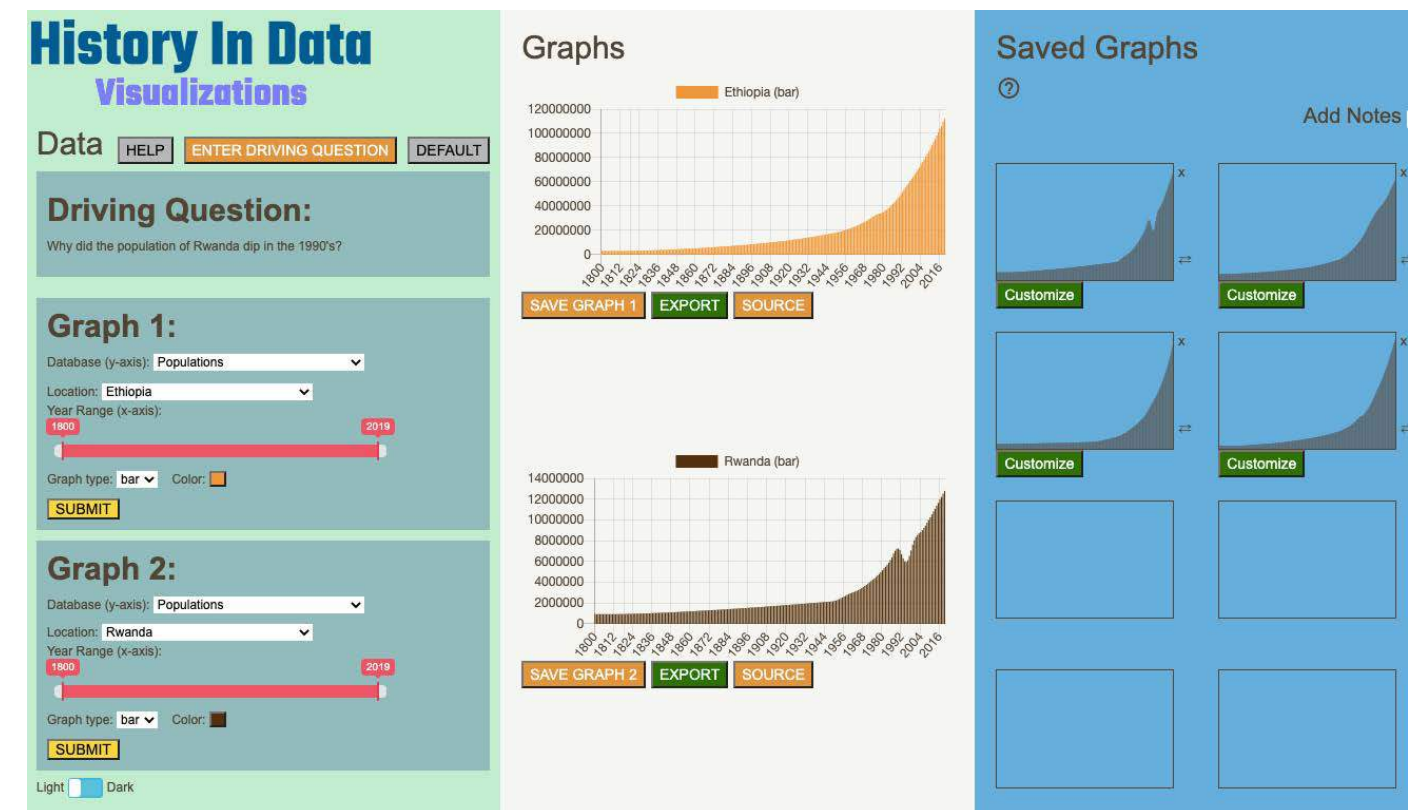 History In Data
Visualizations
Data
HELP
ENTER DRIVING QUESTION
DEFAULT
Driving Question:
Why did the population of Rwanda dip in the 1990's?
Graph 1:
Database (y-axis): Populations
Location: Ethiopia
Year Range (x-axis):
1800 2019
Graph type: bar Color:
SUBMIT
Graph 2:
Database (y-axis): Populations
Location: Rwanda
Year Range (x-axis):
1800 2019
Graph type: bar Color:
SUBMIT
Light Dark
Graphs
Ethiopia (bar)
120000000
100000000
80000000
60000000
40000000
20000000
0
1800 1812 1824 1836 1848 1860 1872 1884 1896 1908 1920 1932 1944 1956 1968 1980 1992 2004 2016
SAVE GRAPH 1 EXPORT SOURCE
Rwanda (bar)
14000000
12000000
10000000
8000000
6000000
4000000
2000000
0
1800 1812 1824 1836 1848 1860 1872 1884 1896 1908 1920 1932 1944 1956 1968 1980 1992 2004 2016
SAVE GRAPH 2 EXPORT SOURCE
Saved Graphs
?
Add Notes
x x
Customize Customize
x x
Customize Customize